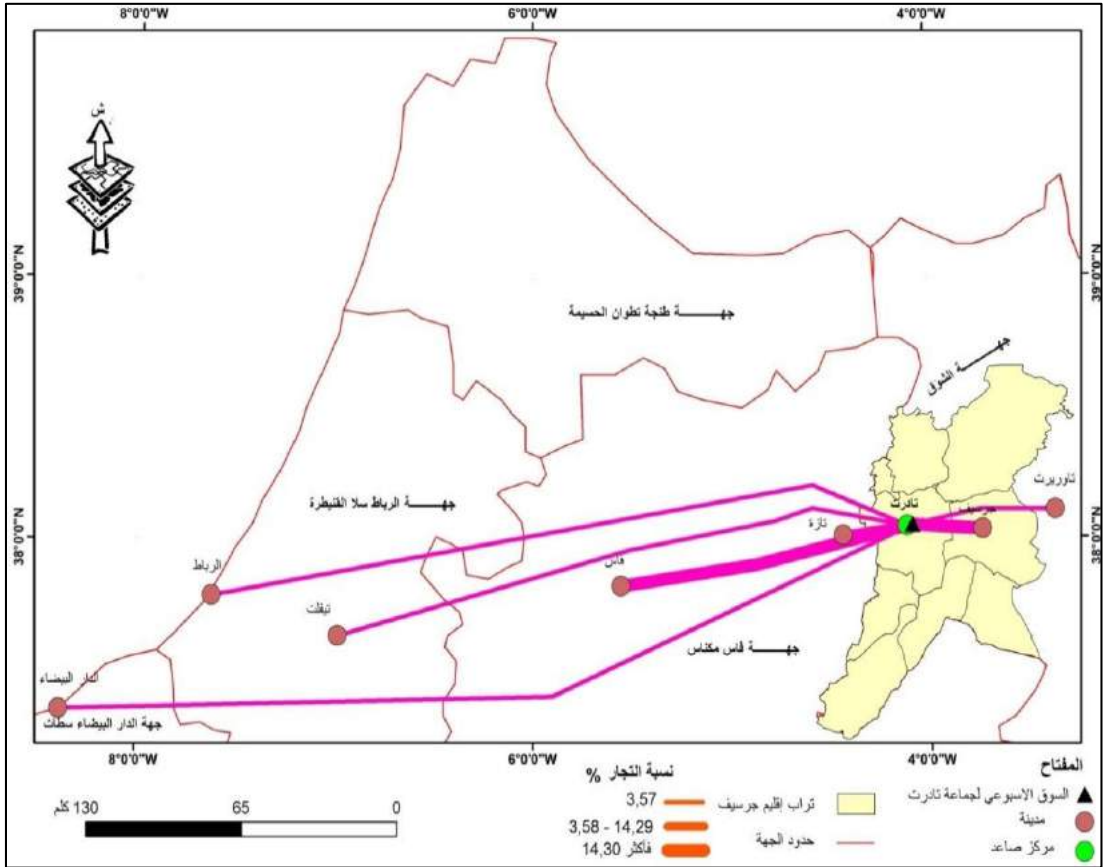 8°0'0"W 6°0'0"W 4°0'0"W
ش
39°0'0"N 39°0'0"N
جهـــــــة طنجة تطوان الحسيمة
جهـــــــة الشرق
تاوريرت
تادرت
جرسيف
جهـــــــة الرباط سلا القنيطرة
تازة
38°0'0"N 38°0'0"N
الرباط
فاس
تيفلت
جهـــــــة فاس مكناس
الدار البيضاء
جهة الدار البيضاء سطات
8°0'0"W 6°0'0"W 4°0'0"W
المفتاح
السوق الاسبوعي لجماعة تادرت
مدينة
مركز صاعد
تراب إقليم جرسيف
حدود الجهة
نسبة التجار %
3,57
3,58 - 14,29
14,30 فأكثر
130 كلم 65 0